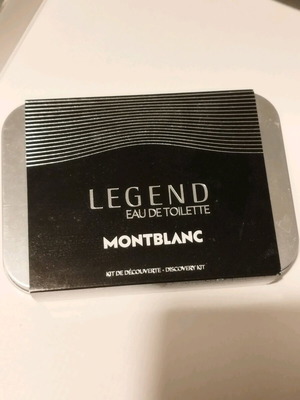 LEGEND
EAU DE TOILETTE
MONTBLANC
KIT DE DÉCOUVERTE - DISCOVERY KIT